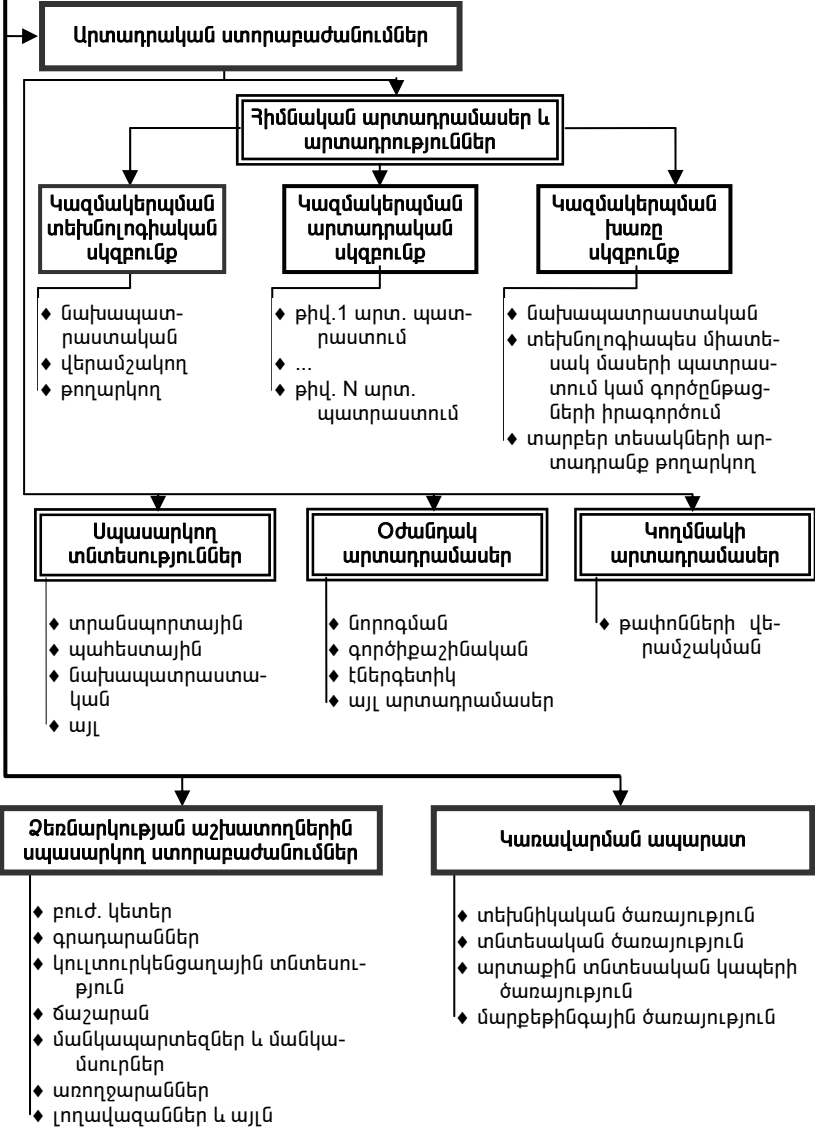 Արտադրական ստորաբաժանումներ
Հիմնական արտադրամասեր և
արտադրություններ
Կազմակերպման
տեխնոլոգիական
սկզբունք
♦ նախապատ-
րաստական
♦ վերամշակող
♦ թողարկող
Կազմակերպման
արտադրական
սկզբունք
♦ թիվ.1 արտ. պատ-
րաստում
♦ ...
♦ թիվ. N արտ.
պատրաստում
Կազմակերպման
խառը
սկզբունք
♦ նախապատրաստական
♦ տեխնոլոգիապես միատե-
սակ մասերի պատրաս-
տում կամ գործընթաց-
ների իրագործում
♦ տարբեր տեսակների ար-
տադրանք թողարկող
Սպասարկող
տնտեսություններ
♦ տրանսպորտային
♦ պահեստային
♦ նախապատրաստա-
կան
♦ այլ
Օժանդակ
արտադրամասեր
♦ նորոգման
♦ գործիքաշինական
♦ էներգետիկ
♦ այլ արտադրամասեր
Կողմնակի
արտադրամասեր
♦ թափոնների վե-
րամշակման
Ձեռնարկության աշխատողներին
սպասարկող ստորաբաժանումներ
♦ բուժ. կետեր
♦ գրադարաններ
♦ կուլտուրկենցաղային տնտեսու-
թյուն
♦ ճաշարան
♦ մանկապարտեզներ և մանկա-
մսուրներ
♦ առողջարաններ
♦ լողավազաններ և այլն
Կառավարման ապարատ
♦ տեխնիկական ծառայություն
♦ տնտեսական ծառայություն
♦ արտաքին տնտեսական կապերի
ծառայություն
♦ մարքեթինգային ծառայություն